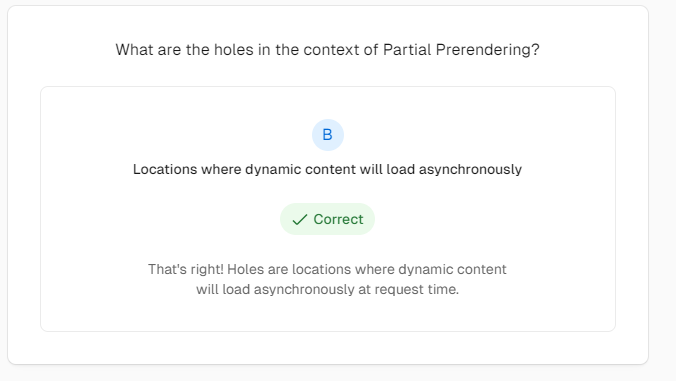 What are the holes in the context of Partial Prerendering?
B
Locations where dynamic content will load asynchronously
Correct
That's right! Holes are locations where dynamic content
will load asynchronously at request time.